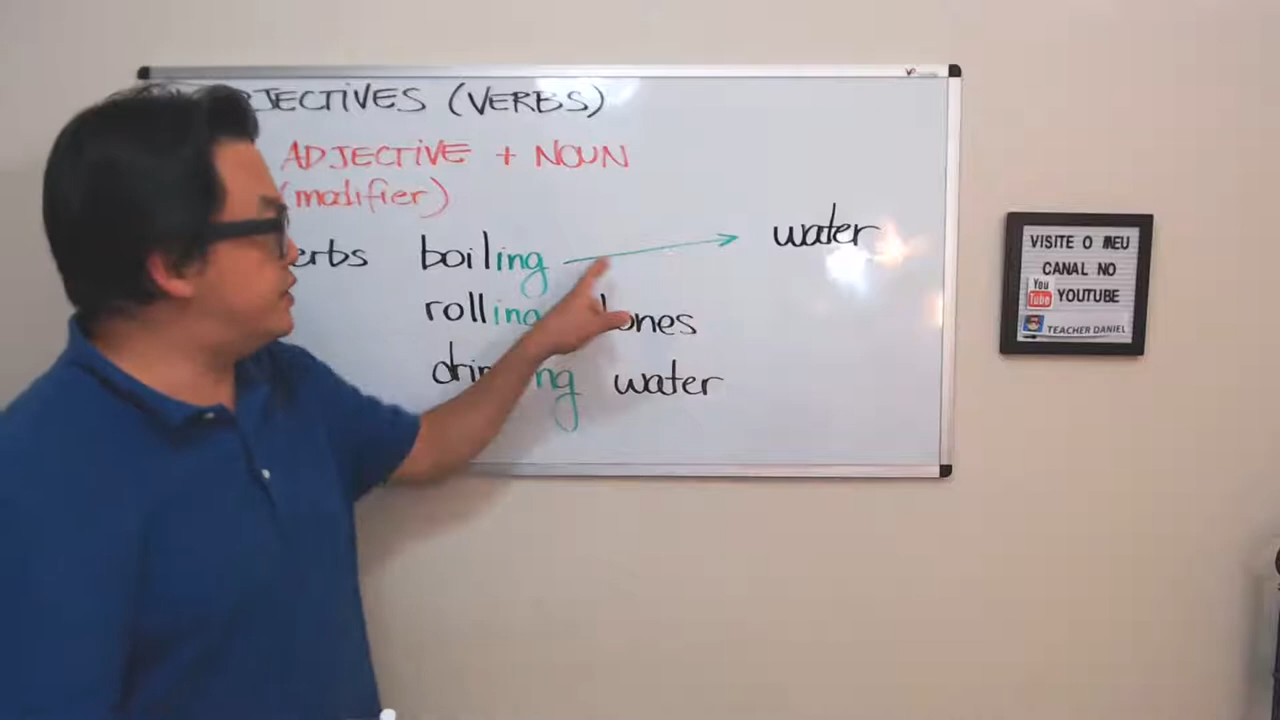 JECTIVES (VERBS)
ADJECTIVE + NOUN
(modifier)
erbs boiling water
rolling ones
drin ng water
VISITE O MEU
CANAL NO
You
Tube YOUTUBE
TEACHER DANIEL